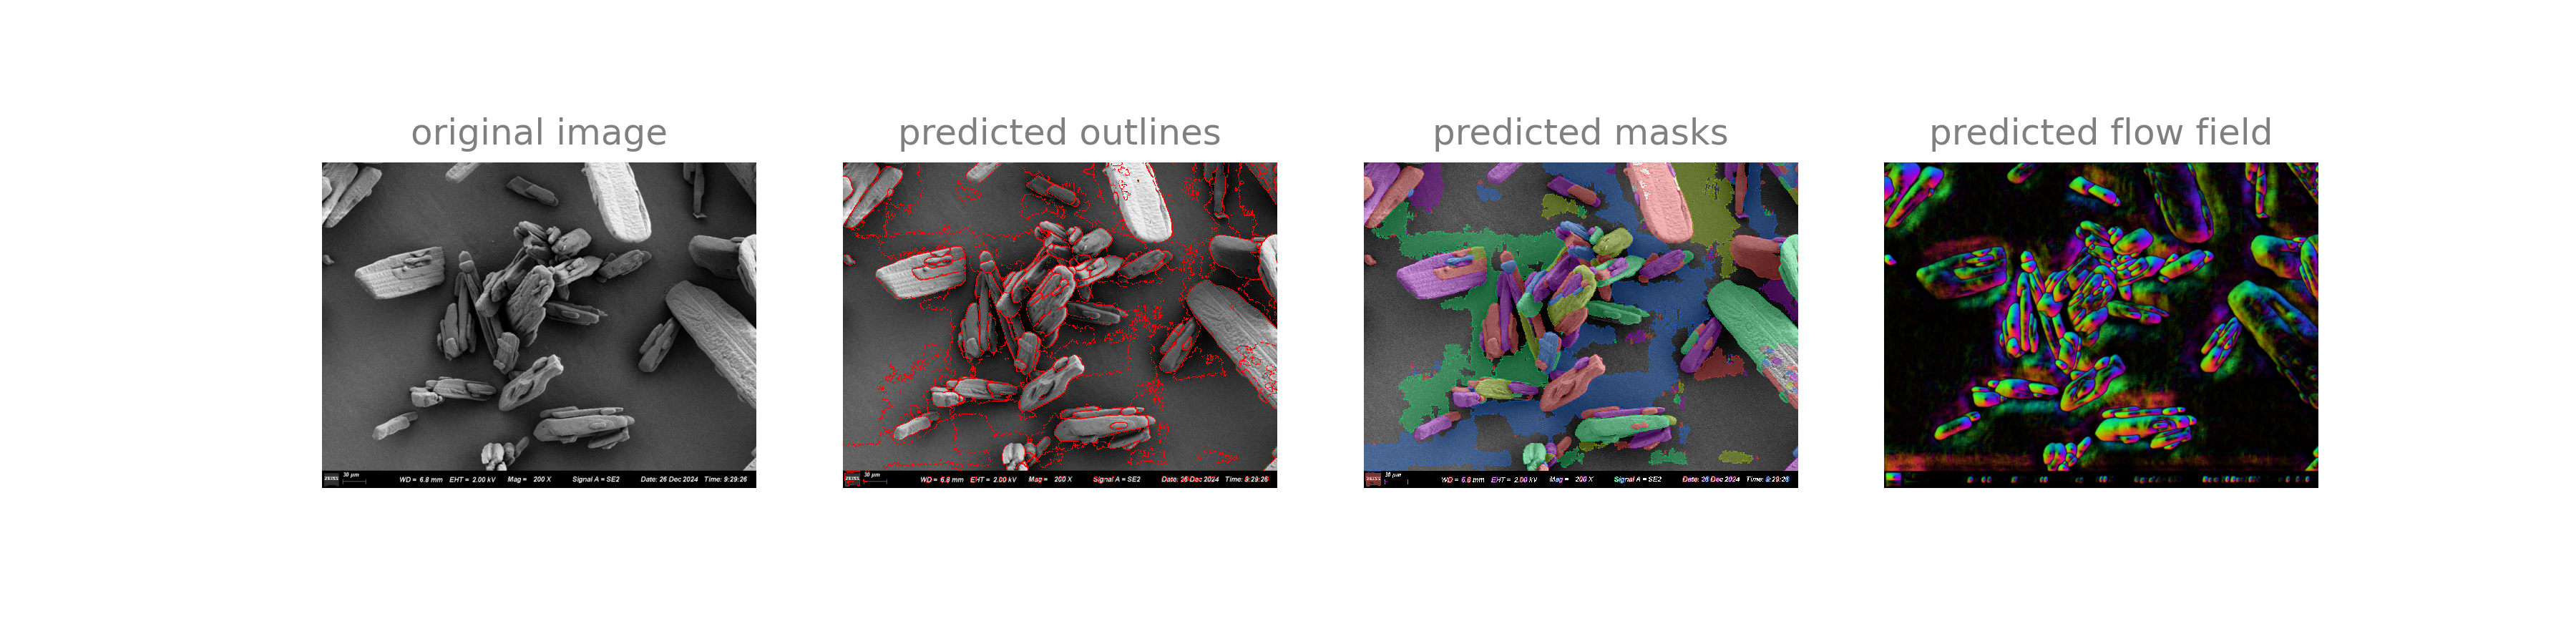 original image
predicted outlines
predicted masks
predicted flow field
ZEISS 30 µm WD = 6.8 mm EHT = 2.00 kV Mag = 200 X Signal A = SE2 Date: 26 Dec 2024 Time: 9:29:26
30 µm WD = 6.8 mm EHT = 2.00 kV Mag = 200 X Signal A = SE2 Date: 26 Dec 2024 Time: 9:29:26
30 µm WD = 6.8 mm EHT = 2.00 kV Mag = 200 X Signal A = SE2 Date: 26 Dec 2024 Time: 9:29:26